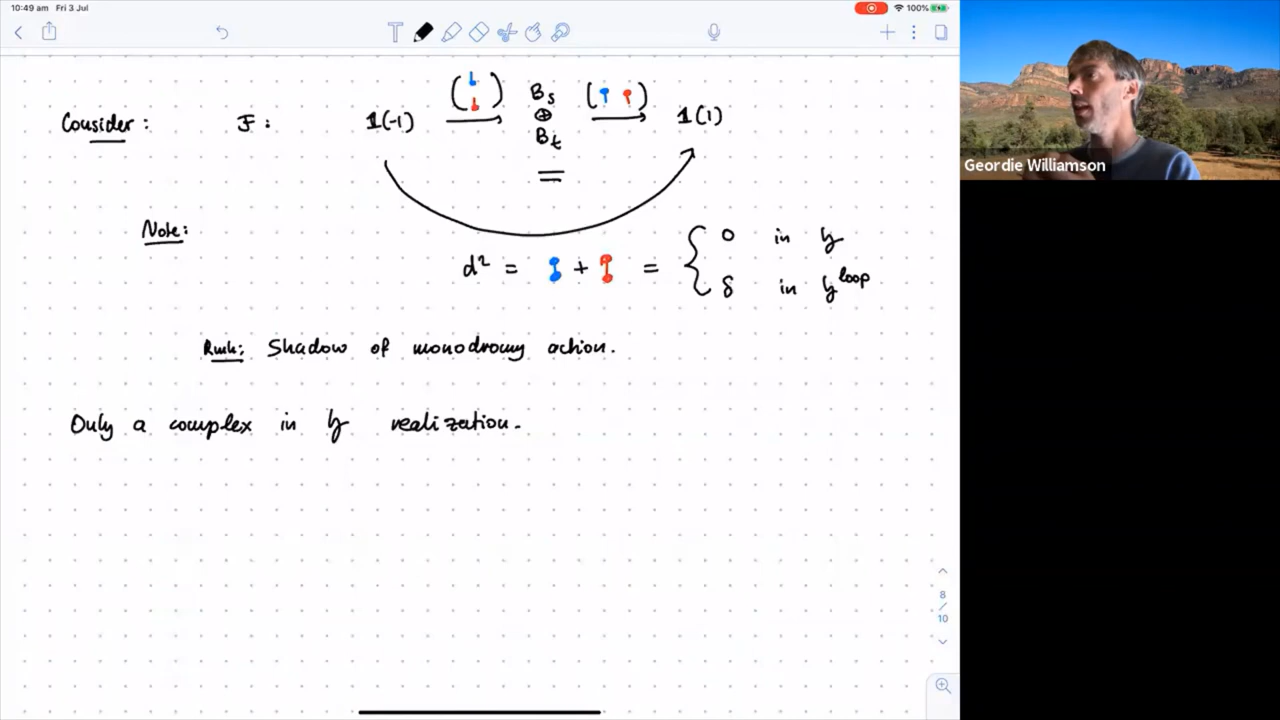 10:49 am Fri 3 Jul
100%
Geordie Williamson
Consider: F: 𝟙(-1) → B_s ⊕ B_t → 𝟙(1)
Note:
d² = + = { 0 in 𝔥
δ in 𝔥^loop
Rmk: Shadow of monodromy action.
Only a complex in 𝔥 realization.
8
/
10